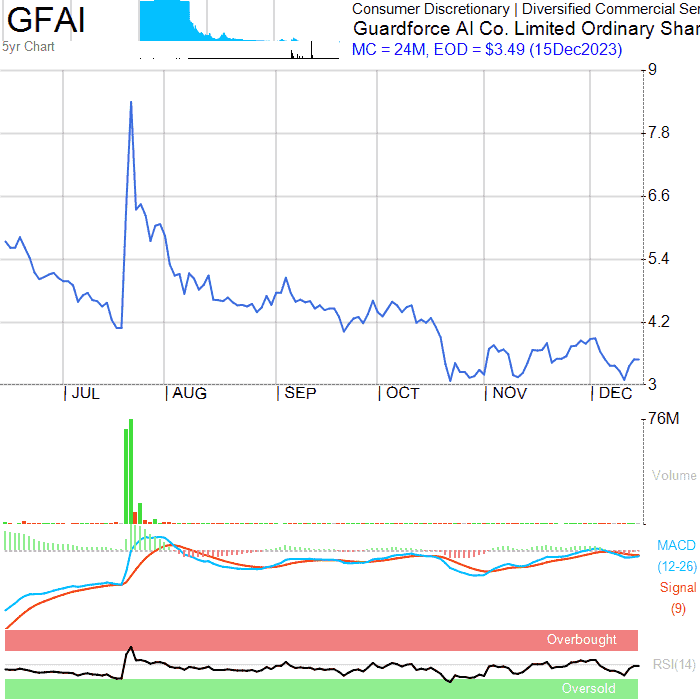 GFAI
5yr Chart
Consumer Discretionary | Diversified Commercial Ser
Guardforce AI Co. Limited Ordinary Shar
MC = 24M, EOD = $3.49 (15Dec2023)
9
7.8
6.6
5.4
4.2
3
| JUL | AUG | SEP | OCT | NOV | DEC
76M
Volume
MACD
(12-26)
Signal
(9)
Overbought
RSI(14)
Oversold